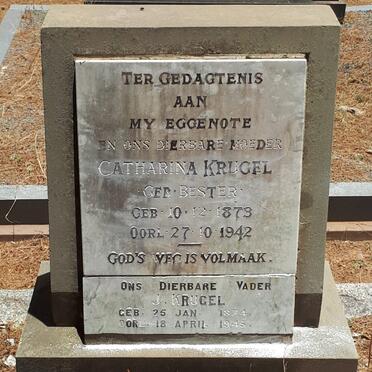 TER GEDAGTENIS
AAN
MY EGGENOTE
EN ONS DIERBARE MOEDER
CATHARINA KRUGEL
GEB. BESTER
GEB. 10-12-1873
OORL. 27-10-1942
GOD'S WEG IS VOLMAAK.
ONS DIERBARE VADER
J. KRUGEL
GEB. 25 JAN. 1874
OORL. 18 APRIL